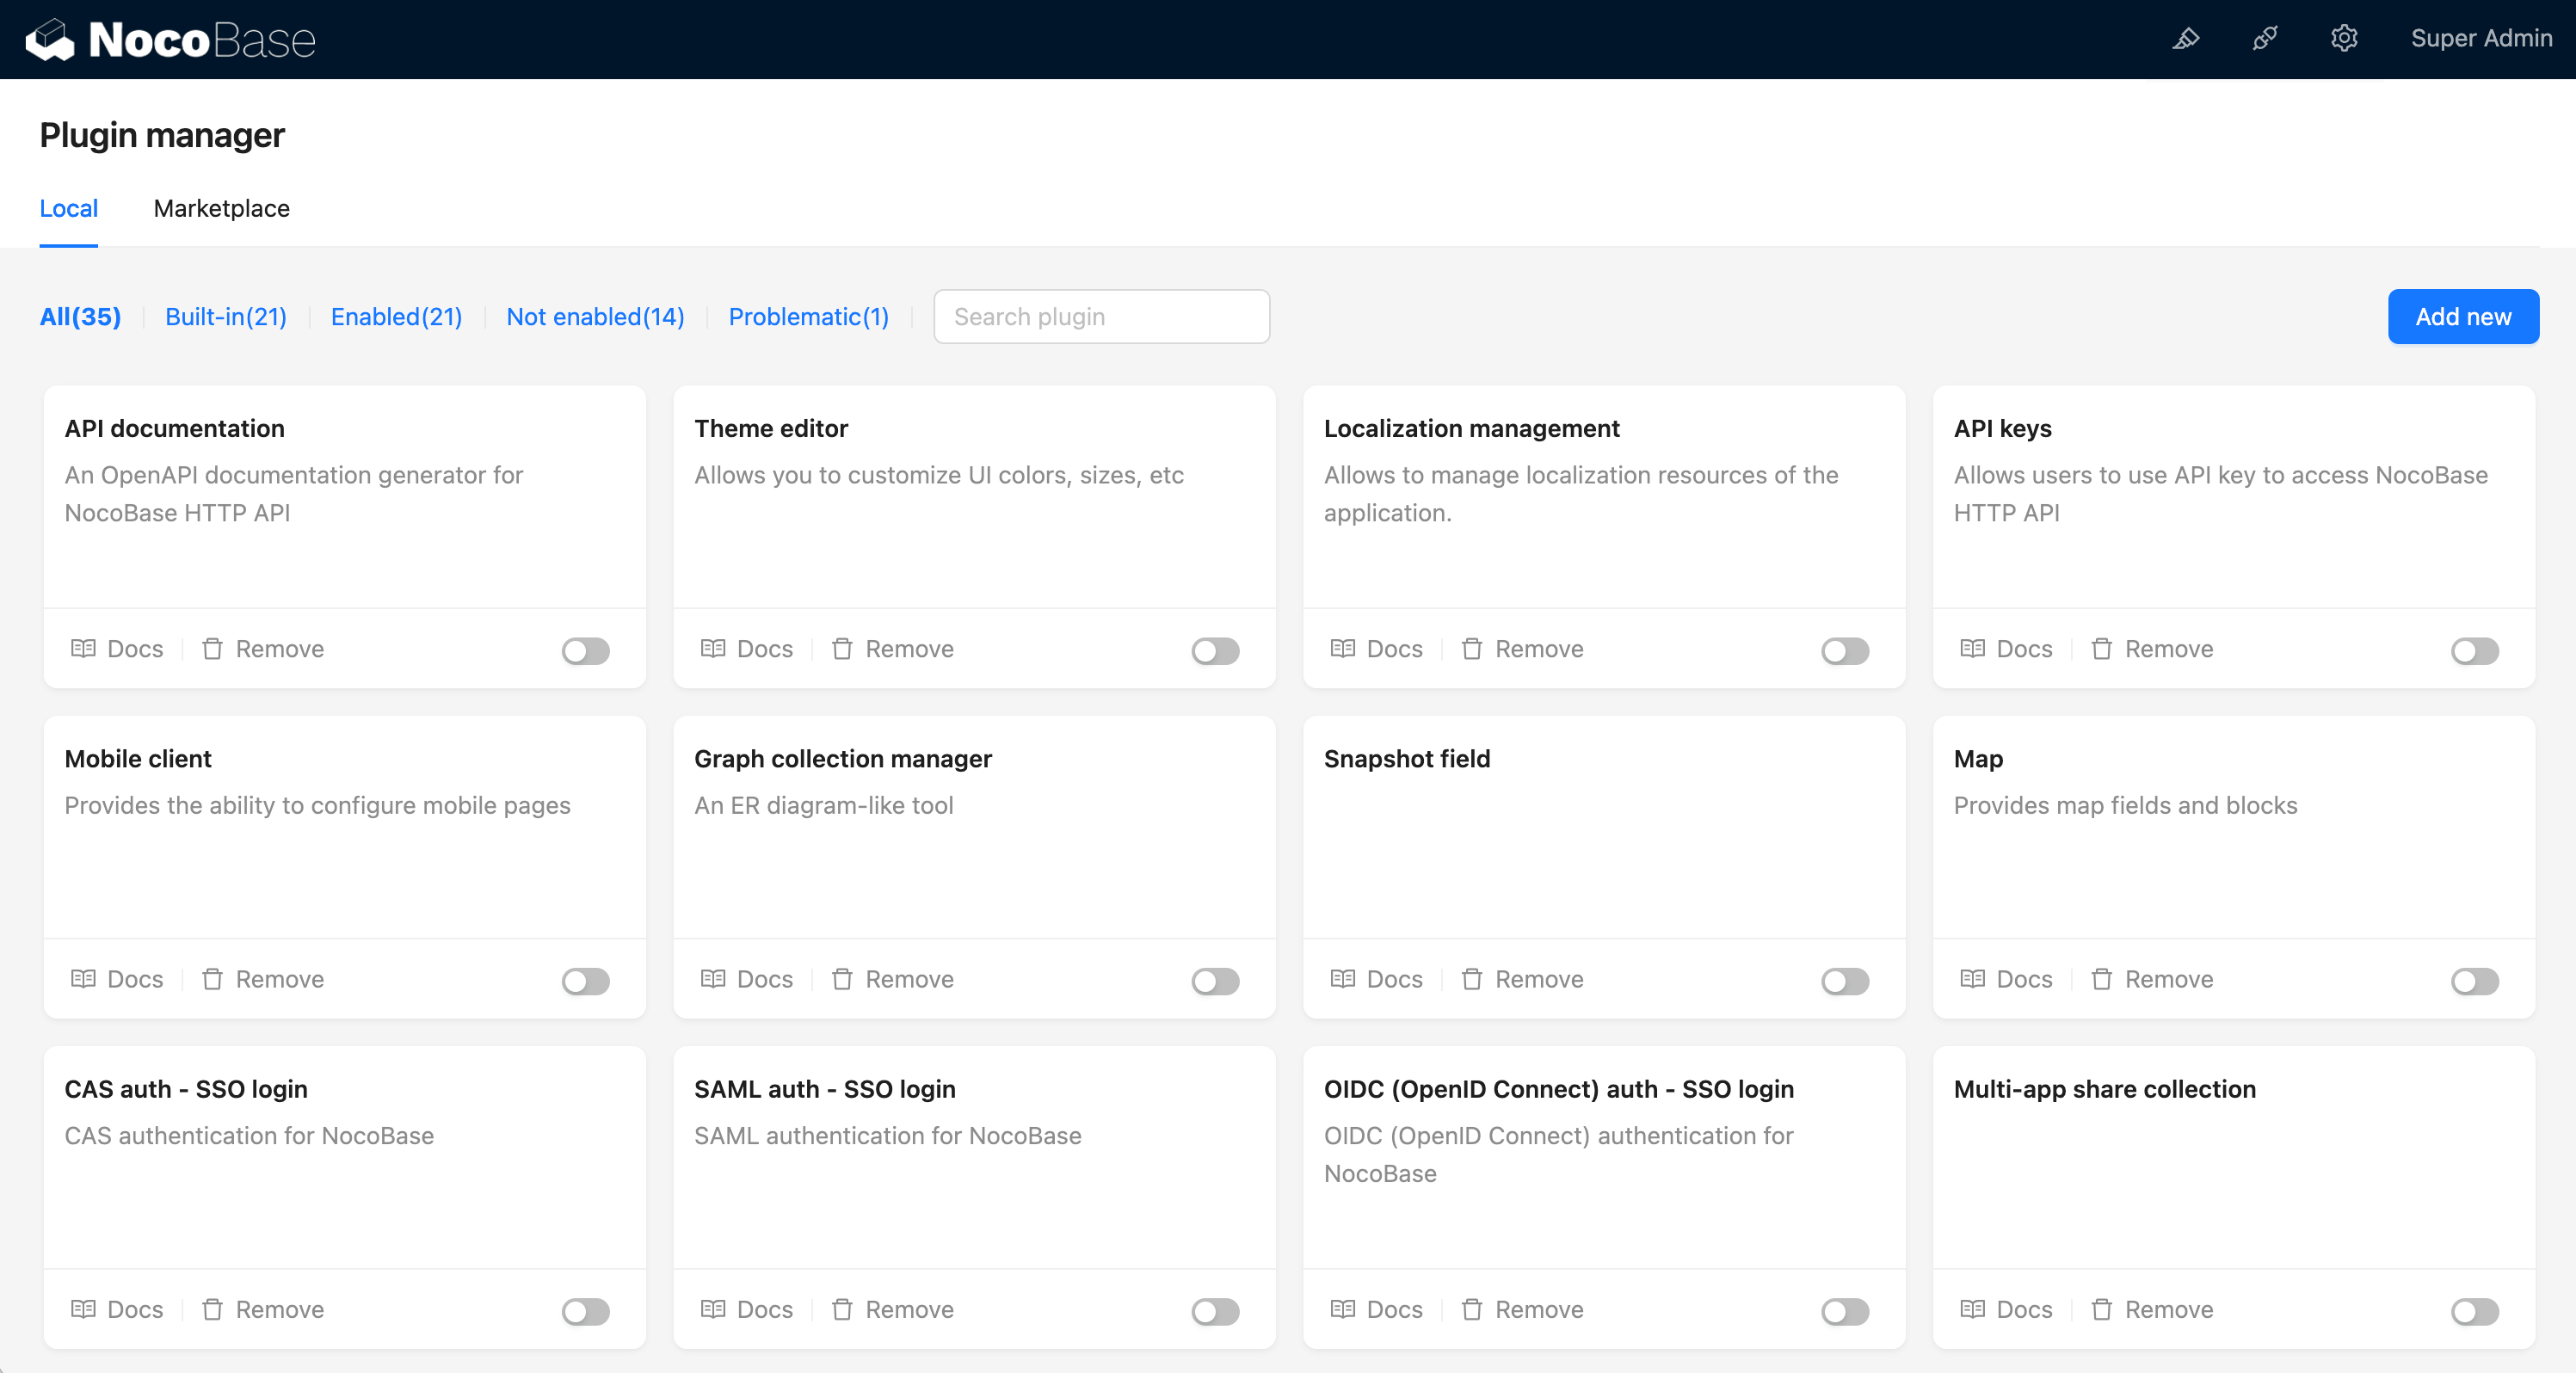 NocoBase
Super Admin
Plugin manager
Local
Marketplace
All(35)
Built-in(21)
Enabled(21)
Not enabled(14)
Problematic(1)
Search plugin
Add new
API documentation
An OpenAPI documentation generator for
NocoBase HTTP API
Docs
Remove
Theme editor
Allows you to customize UI colors, sizes, etc
Docs
Remove
Localization management
Allows to manage localization resources of the
application.
Docs
Remove
API keys
Allows users to use API key to access NocoBase
HTTP API
Docs
Remove
Mobile client
Provides the ability to configure mobile pages
Docs
Remove
Graph collection manager
An ER diagram-like tool
Docs
Remove
Snapshot field
Docs
Remove
Map
Provides map fields and blocks
Docs
Remove
CAS auth - SSO login
CAS authentication for NocoBase
Docs
Remove
SAML auth - SSO login
SAML authentication for NocoBase
Docs
Remove
OIDC (OpenID Connect) auth - SSO login
OIDC (OpenID Connect) authentication for
NocoBase
Docs
Remove
Multi-app share collection
Docs
Remove